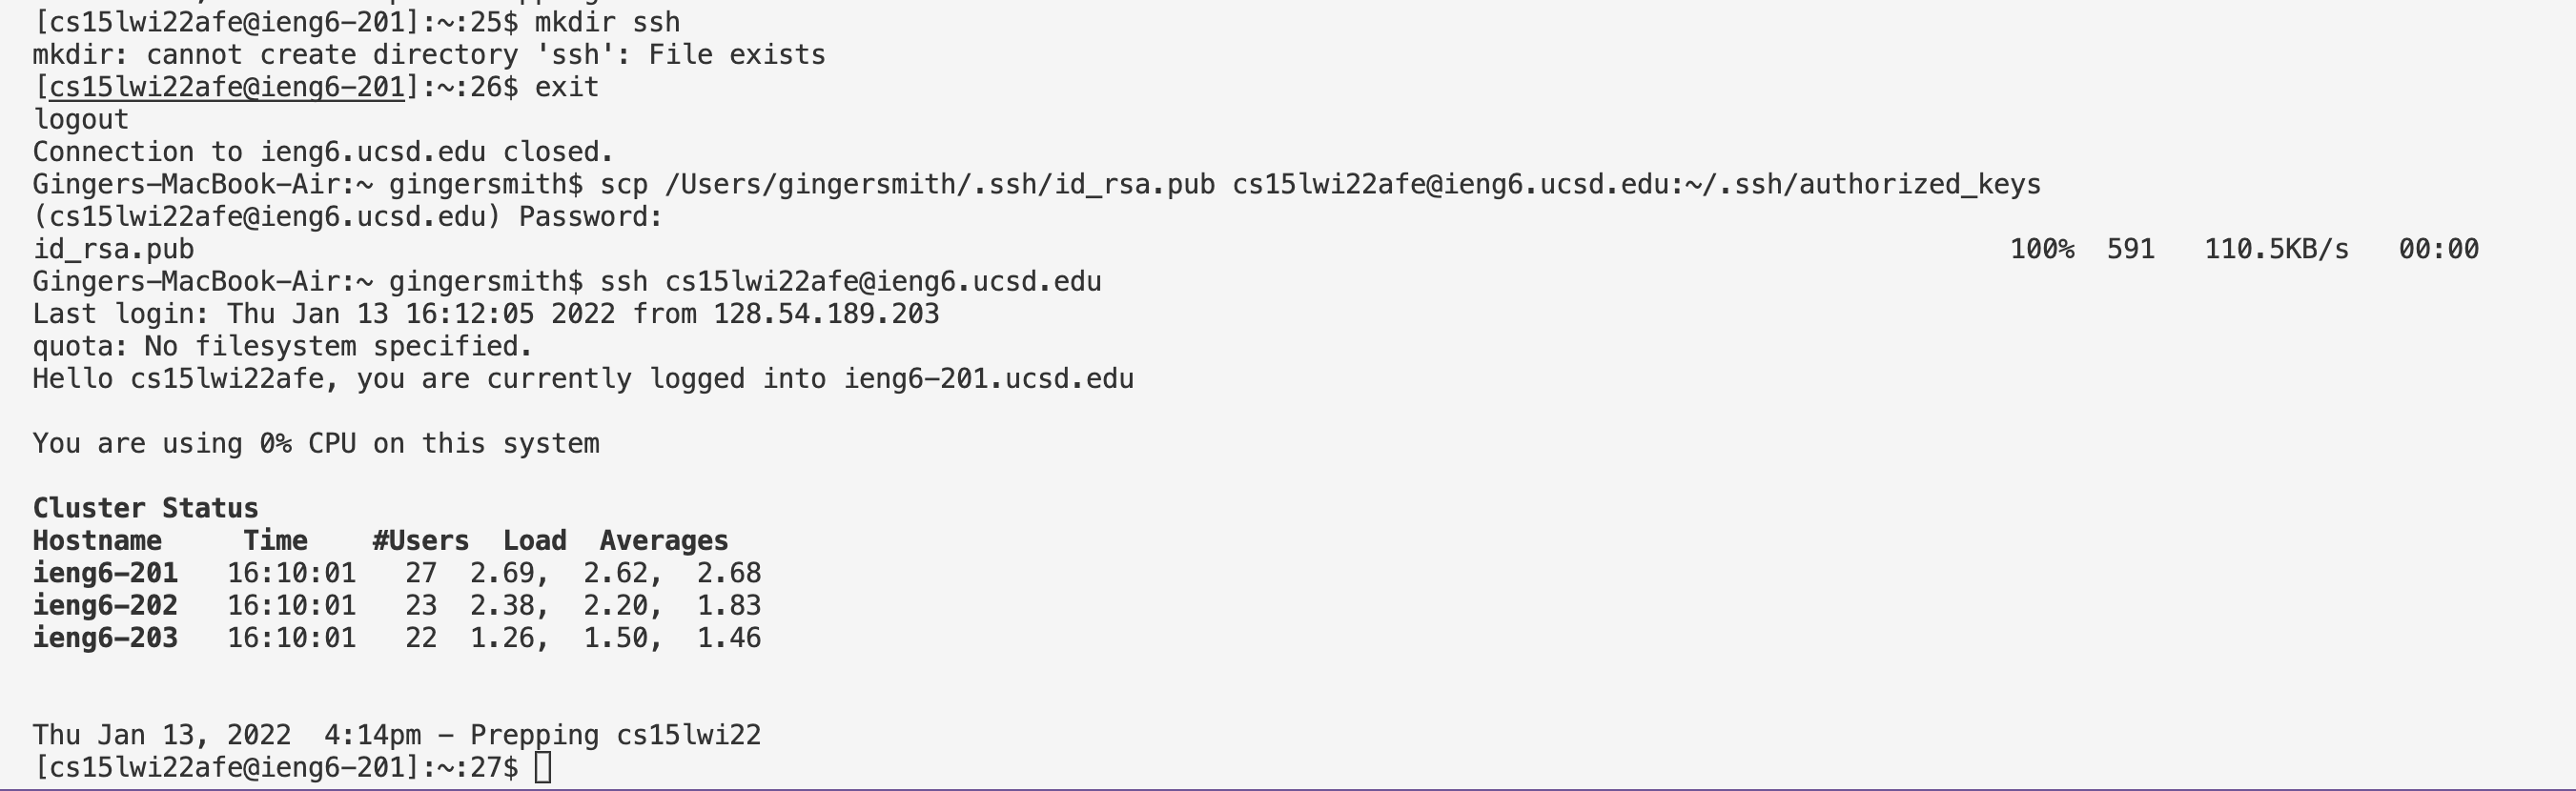 [cs15lwi22afe@ieng6-201]:~:25$ mkdir ssh
mkdir: cannot create directory 'ssh': File exists
[cs15lwi22afe@ieng6-201]:~:26$ exit
logout
Connection to ieng6.ucsd.edu closed.
Gingers-MacBook-Air:~ gingersmith$ scp /Users/gingersmith/.ssh/id_rsa.pub cs15lwi22afe@ieng6.ucsd.edu:~/.ssh/authorized_keys
(cs15lwi22afe@ieng6.ucsd.edu) Password:
id_rsa.pub 100% 591 110.5KB/s 00:00
Gingers-MacBook-Air:~ gingersmith$ ssh cs15lwi22afe@ieng6.ucsd.edu
Last login: Thu Jan 13 16:12:05 2022 from 128.54.189.203
quota: No filesystem specified.
Hello cs15lwi22afe, you are currently logged into ieng6-201.ucsd.edu
You are using 0% CPU on this system
Cluster Status
Hostname Time #Users Load Averages
ieng6-201 16:10:01 27 2.69, 2.62, 2.68
ieng6-202 16:10:01 23 2.38, 2.20, 1.83
ieng6-203 16:10:01 22 1.26, 1.50, 1.46
Thu Jan 13, 2022 4:14pm - Prepping cs15lwi22
[cs15lwi22afe@ieng6-201]:~:27$